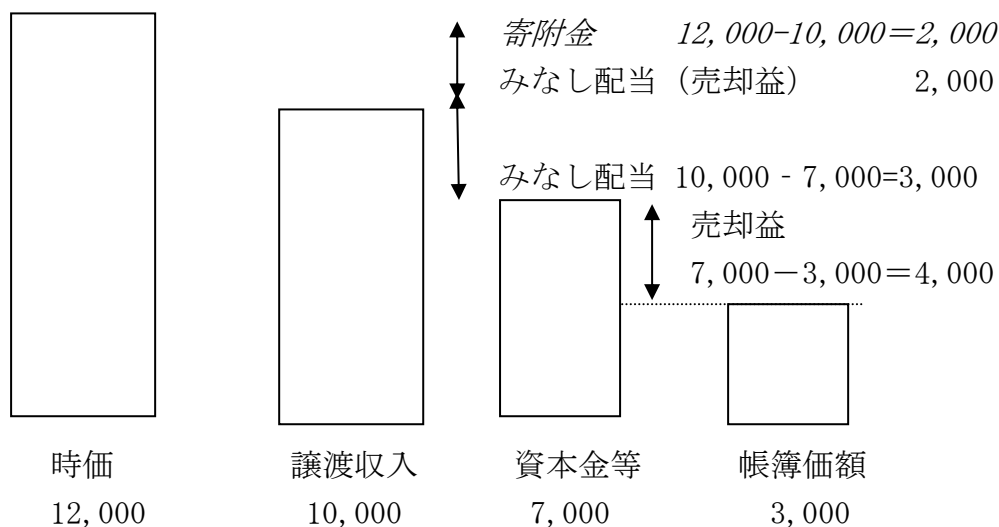 寄附金 12,000-10,000=2,000
みなし配当（売却益） 2,000
みなし配当 10,000‐7,000=3,000
売却益
7,000－3,000＝4,000
時価 譲渡収入 資本金等 帳簿価額
12,000 10,000 7,000 3,000